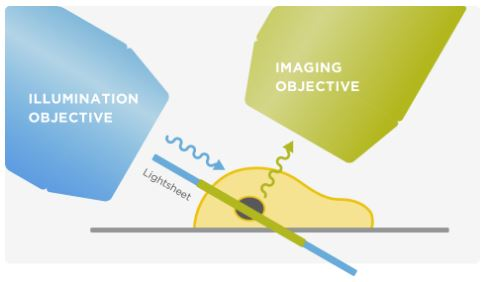 ILLUMINATION
OBJECTIVE
IMAGING
OBJECTIVE
Lightsheet